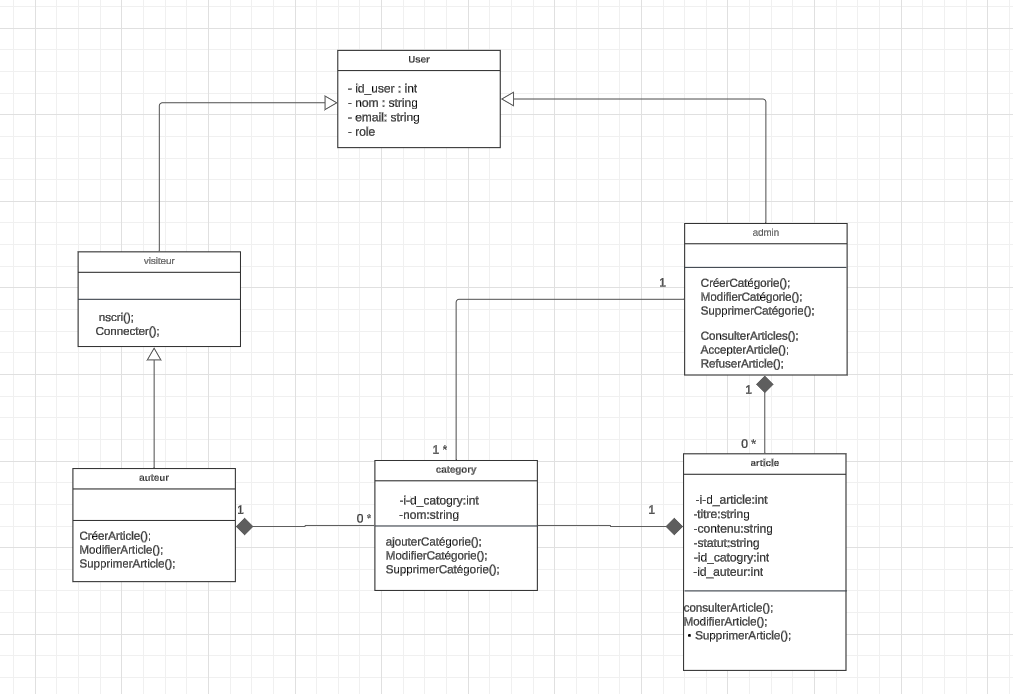 User
- id_user : int
- nom : string
- email: string
- role
visiteur
nscri();
Connecter();
admin
CréerCatégorie();
ModifierCatégorie();
SupprimerCatégorie();
ConsulterArticles();
AccepterArticle();
RefuserArticle();
1
1
0 *
1 *
auteur
CréerArticle();
ModifierArticle();
SupprimerArticle();
1
0 *
category
-i-d_catogry:int
-nom:string
ajouterCatégorie();
ModifierCatégorie();
SupprimerCatégorie();
1
article
-i-d_article:int
-titre:string
-contenu:string
-statut:string
-id_catogry:int
-id_auteur:int
consulterArticle();
ModifierArticle();
• SupprimerArticle();